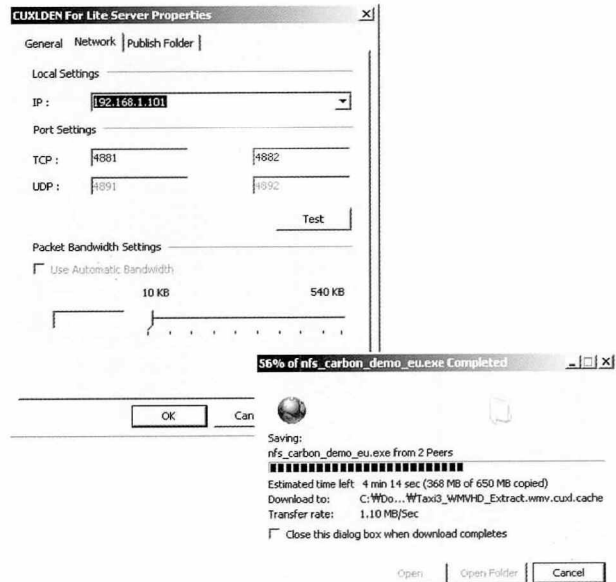 CUXLDEN For Lite Server Properties
General Network Publish Folder
Local Settings
IP : 192.168.1.101
Port Settings
TCP : 4881 4882
UDP : 4891 4892
Test
Packet Bandwidth Settings
Use Automatic Bandwidth
10 KB 540 KB
OK Can
56% of nfs_carbon_demo_eu.exe Completed
Saving:
nfs_carbon_demo_eu.exe from 2 Peers
Estimated time left 4 min 14 sec (368 MB of 650 MB copied)
Download to: C:₩Do...₩Taxi3_WMVHD_Extract.wmv.cuxl.cache
Transfer rate: 1.10 MB/Sec
Close this dialog box when download completes
Open Open Folder Cancel